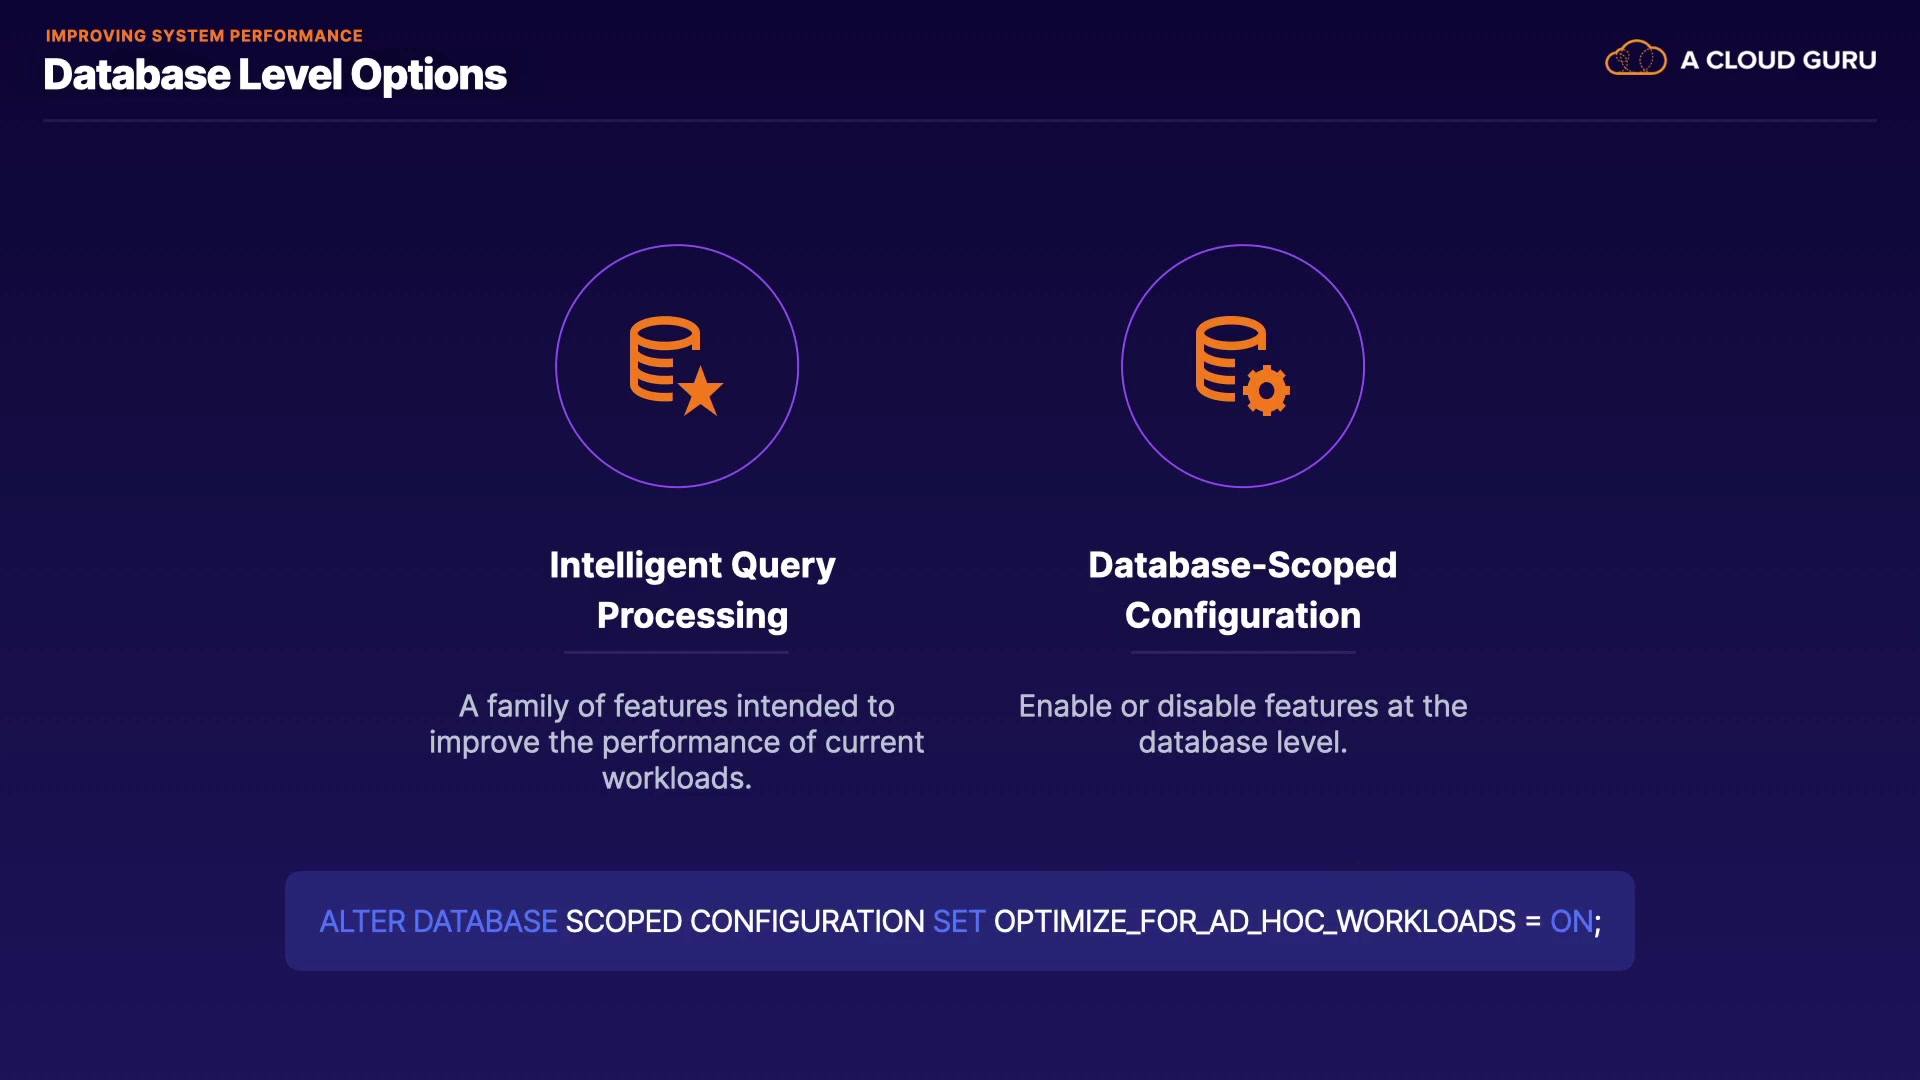 IMPROVING SYSTEM PERFORMANCE
Database Level Options
A CLOUD GURU
Intelligent Query
Processing
A family of features intended to
improve the performance of current
workloads.
Database-Scoped
Configuration
Enable or disable features at the
database level.
ALTER DATABASE SCOPED CONFIGURATION SET OPTIMIZE_FOR_AD_HOC_WORKLOADS = ON;